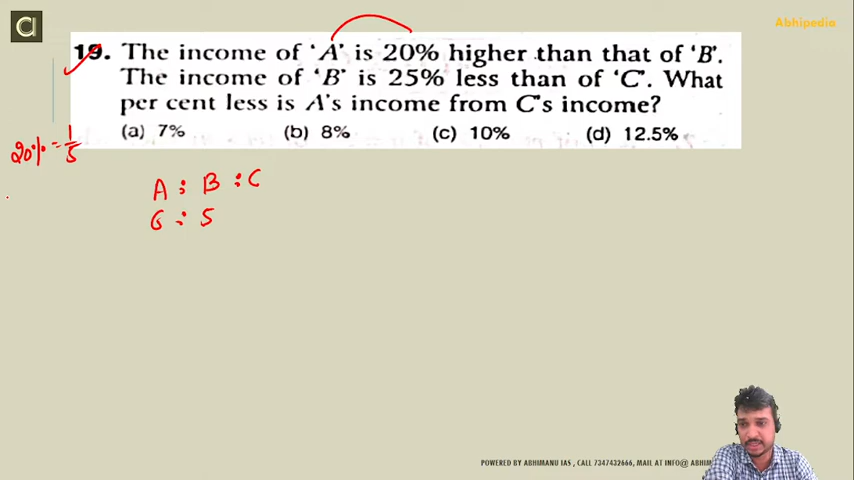 Abhipedia
19. The income of 'A' is 20% higher than that of 'B'.
The income of 'B' is 25% less than of 'C'. What
per cent less is A's income from C's income?
(a) 7% (b) 8% (c) 10% (d) 12.5%
20% = 1/5
A : B : C
6 : 5
POWERED BY ABHIMANU IAS , CALL 7347432666, MAIL AT INFO@ ABHIM